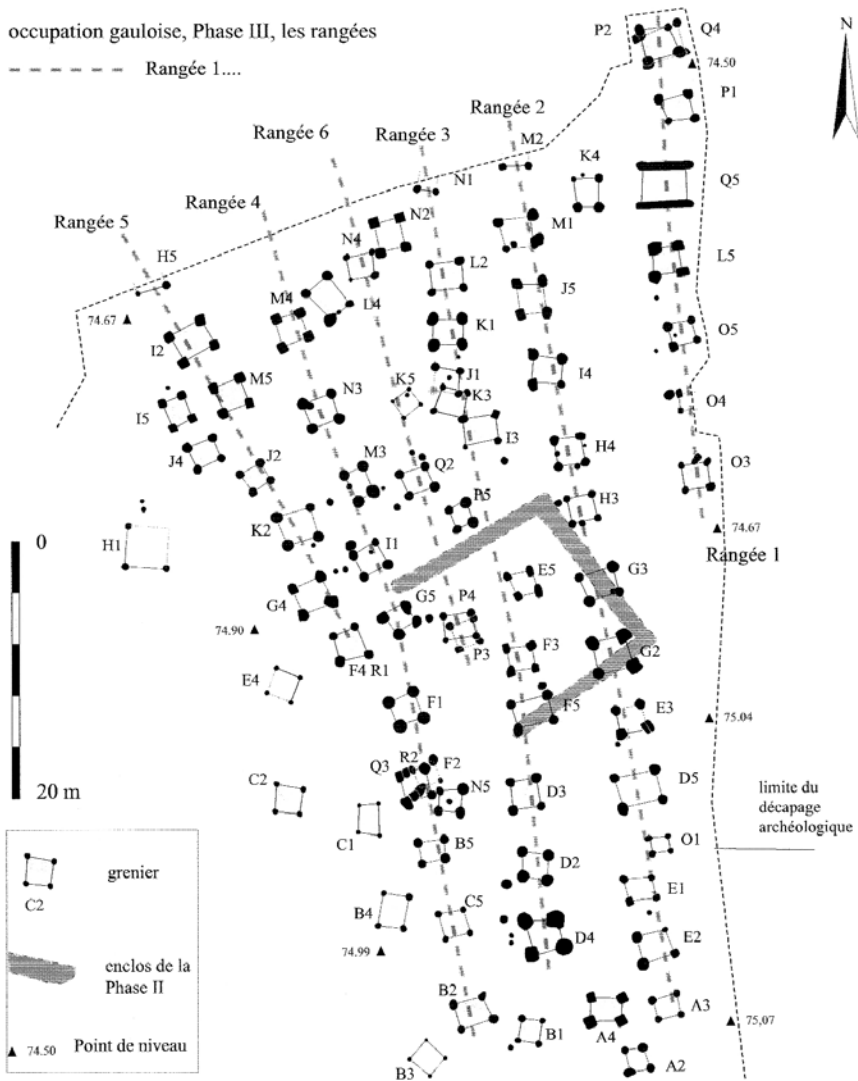 occupation gauloise, Phase III, les rangées
Rangée 1....
P2
Q4
N
74.50
P1
Rangée 2
Rangée 6
Rangée 3
M2
K4
N1
Q5
Rangée 4
N2
M1
Rangée 5
N4
H5
L2
L5
J5
M4
L4
74.67
K1
O5
I2
J1
I4
M5
K5
K3
O4
N3
I5
I3
H4
J4
M3
J2
Q2
O3
P5
H3
K2
74.67
0
H1
I1
Rangée 1
E5
G3
G4
G5
P4
74.90
F3
G2
P3
F4
R1
E4
F1
F5
E3
75.04
R2
Q3
F2
C2
N5
D3
D5
limite du
décapage
archéologique
20 m
C1
B5
O1
D2
E1
grenier
C2
B4
C5
D4
E2
74.99
enclos de la
Phase II
B2
A3
75,07
B1
A4
74.50
Point de niveau
B3
A2